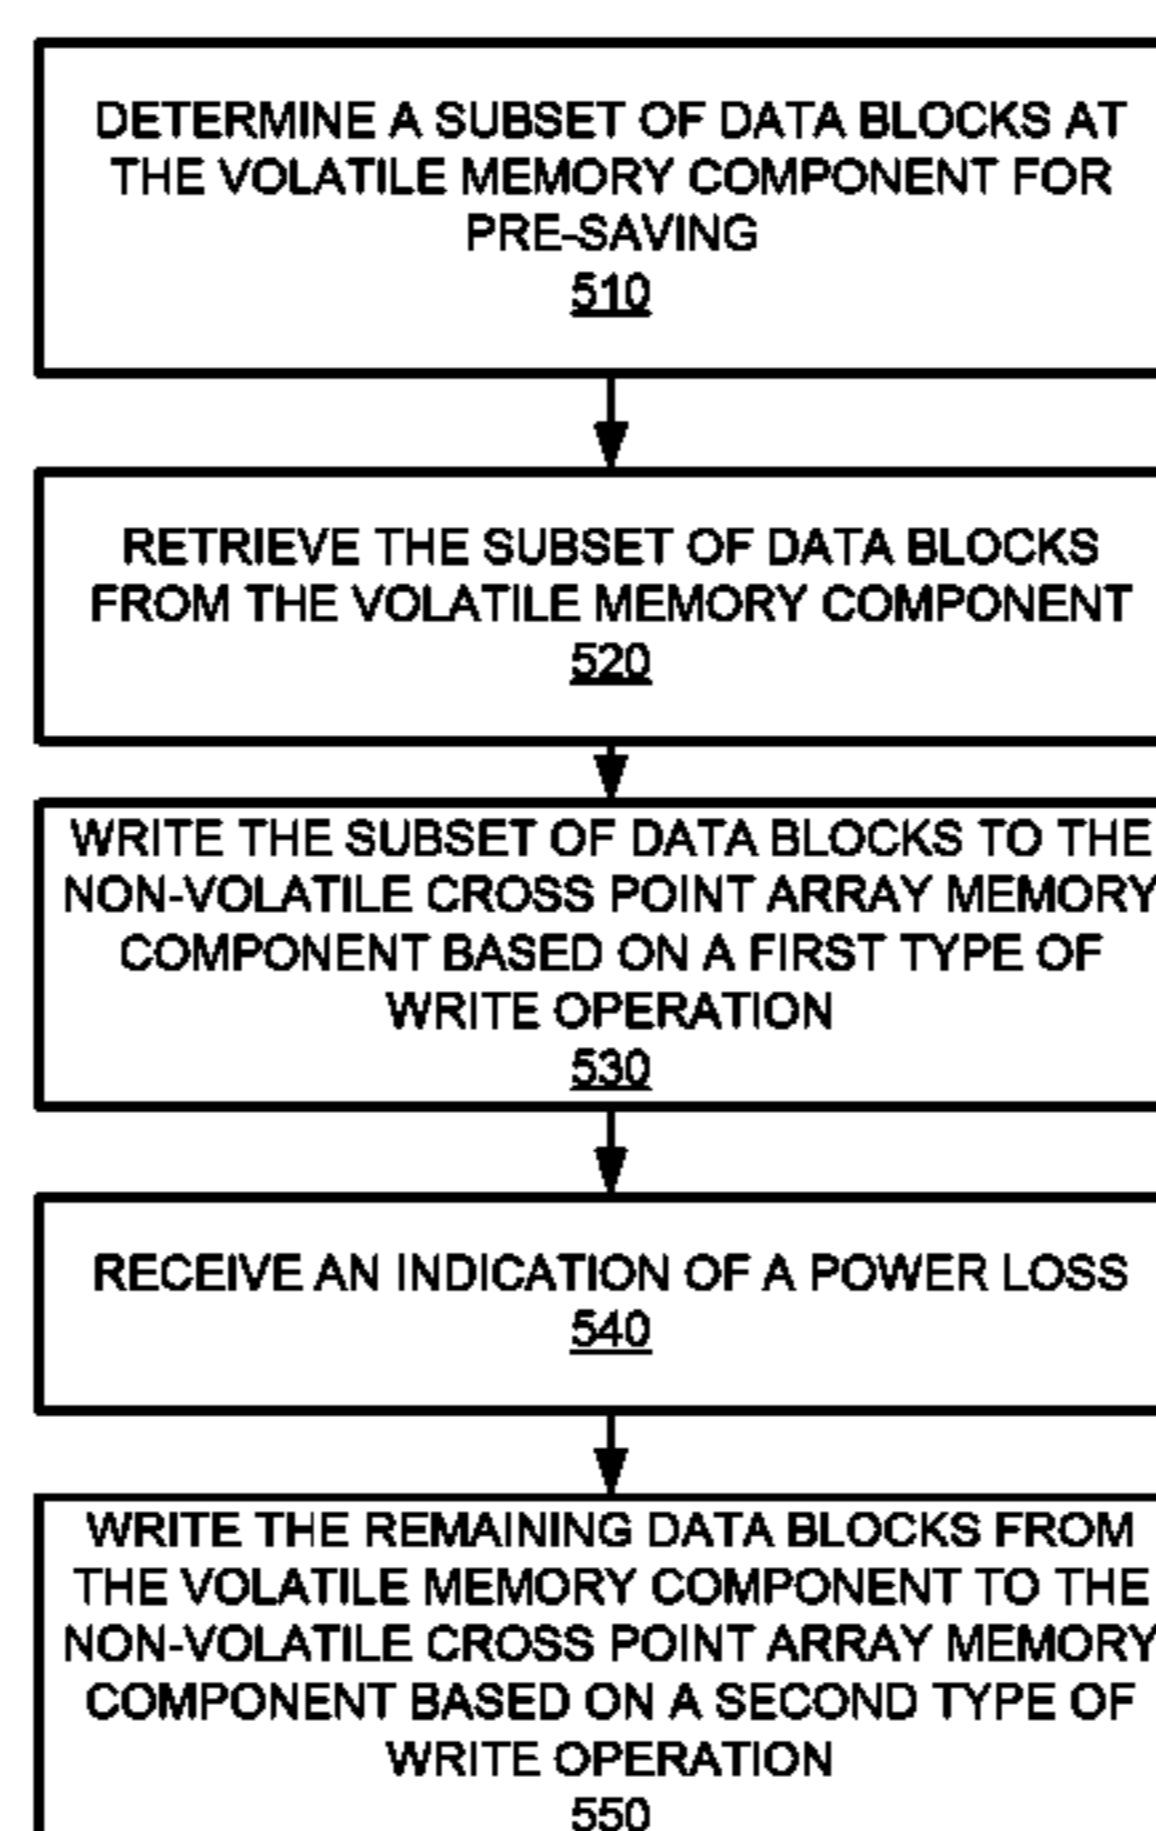 DETERMINE A SUBSET OF DATA BLOCKS AT
THE VOLATILE MEMORY COMPONENT FOR
PRE-SAVING
510
RETRIEVE THE SUBSET OF DATA BLOCKS
FROM THE VOLATILE MEMORY COMPONENT
520
WRITE THE SUBSET OF DATA BLOCKS TO THE
NON-VOLATILE CROSS POINT ARRAY MEMORY
COMPONENT BASED ON A FIRST TYPE OF
WRITE OPERATION
530
RECEIVE AN INDICATION OF A POWER LOSS
540
WRITE THE REMAINING DATA BLOCKS FROM
THE VOLATILE MEMORY COMPONENT TO THE
NON-VOLATILE CROSS POINT ARRAY MEMORY
COMPONENT BASED ON A SECOND TYPE OF
WRITE OPERATION
550